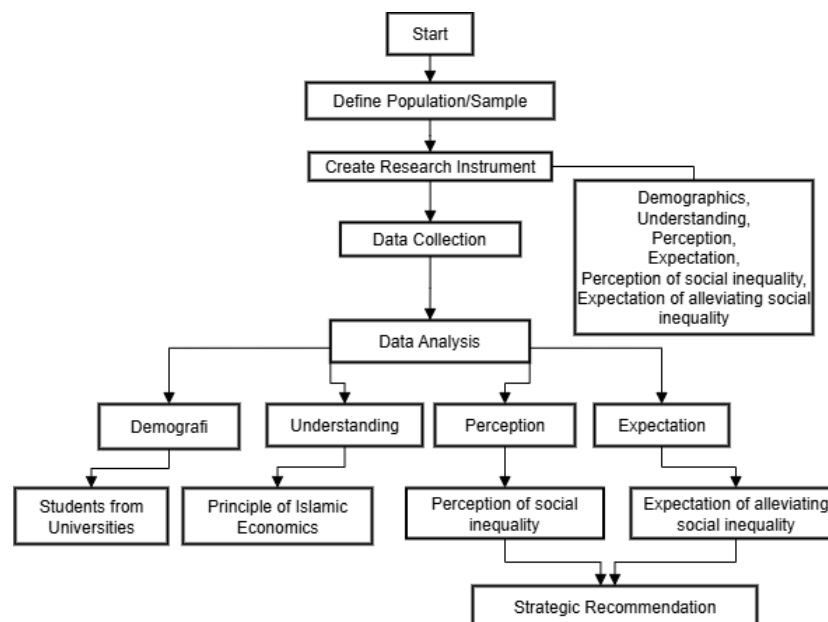 Start
Define Population/Sample
Create Research Instrument
Demographics,
Understanding,
Perception,
Expectation,
Perception of social inequality,
Expectation of alleviating social
inequality
Data Collection
Data Analysis
Demografi
Understanding
Perception
Expectation
Students from
Universities
Principle of Islamic
Economics
Perception of social
inequality
Expectation of alleviating
social inequality
Strategic Recommendation